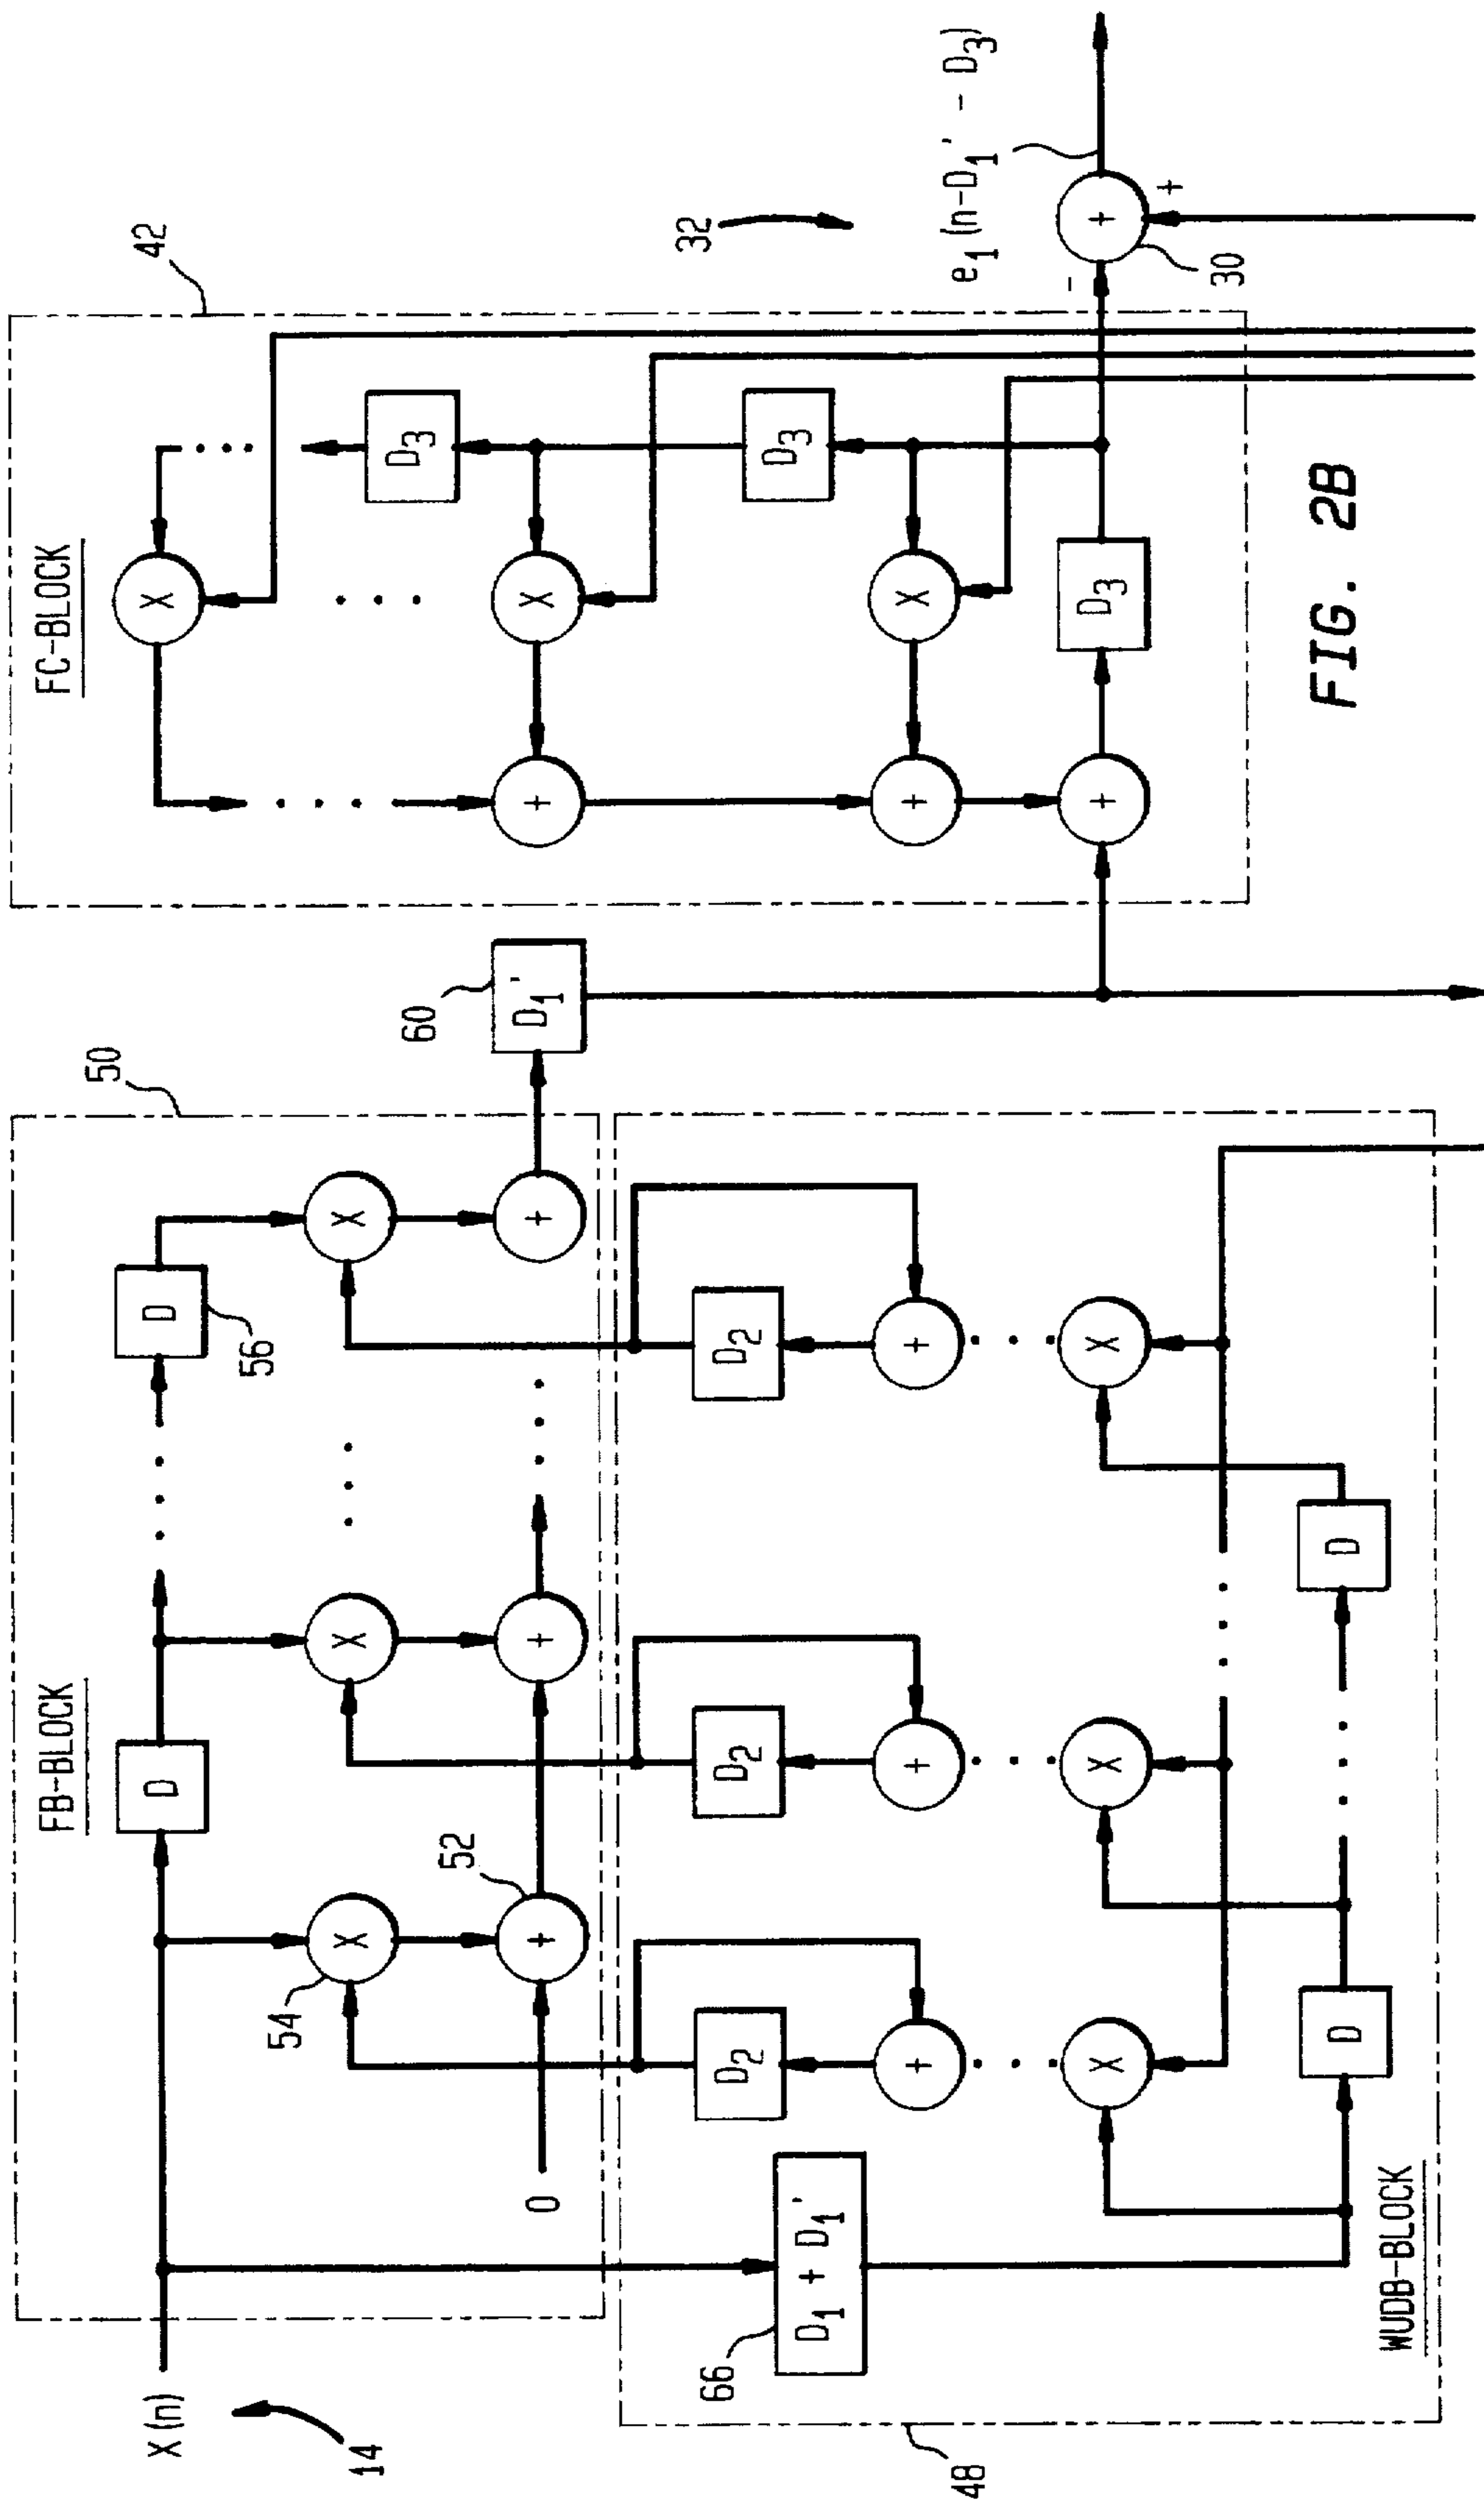 X(n)
14
FB-BLOCK
D
D
56
50
X
X
X
54
52
0
+
+
+
D₁'
60
66
D₁ + D₁'
D₂
D₂
D₂
+
+
+
X
X
X
D
D
WUDB-BLOCK
48
FC-BLOCK
42
X
D₃
+
X
D₃
+
X
+
D₃
-
+
+
30
32
e₁(n-D₁' - D₃)
FIG. 2B